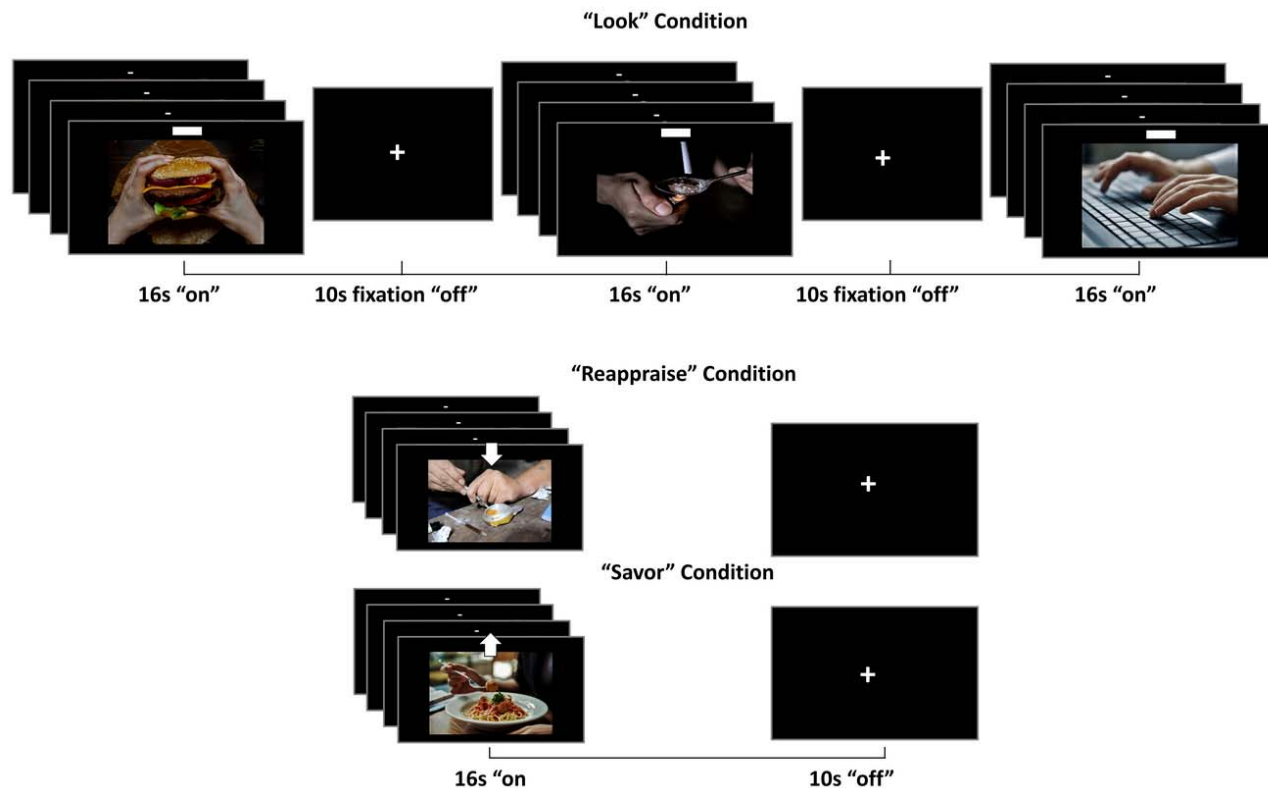 “Look” Condition
16s “on” 10s fixation “off” 16s “on” 10s fixation “off” 16s “on”
“Reappraise” Condition
“Savor” Condition
16s “on 10s “off”